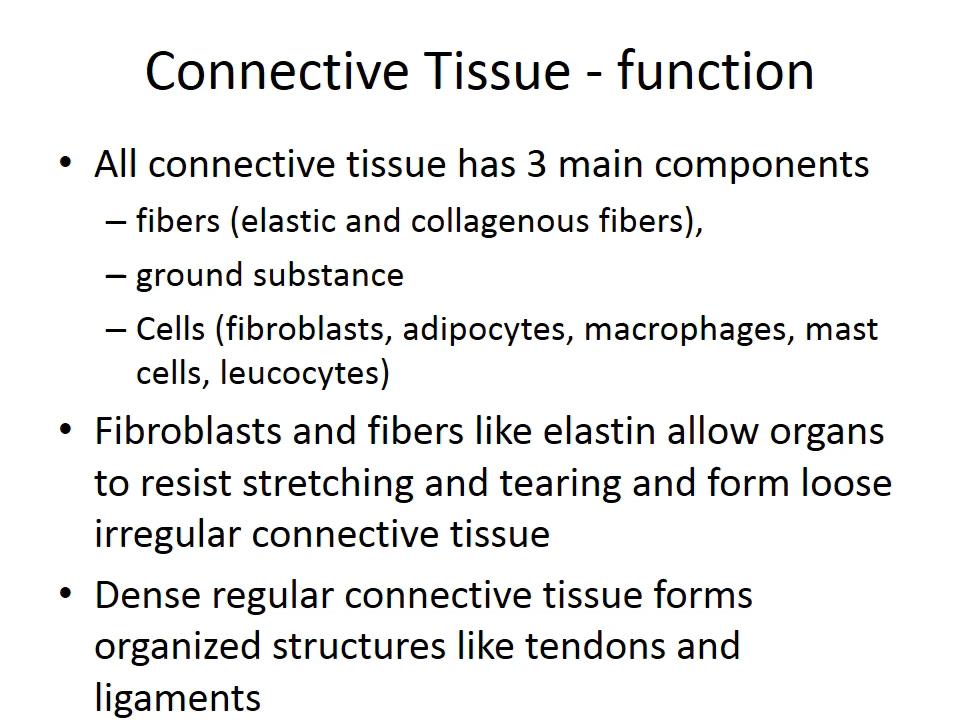 Connective Tissue - function
• All connective tissue has 3 main components
– fibers (elastic and collagenous fibers),
– ground substance
– Cells (fibroblasts, adipocytes, macrophages, mast
cells, leucocytes)
• Fibroblasts and fibers like elastin allow organs
to resist stretching and tearing and form loose
irregular connective tissue
• Dense regular connective tissue forms
organized structures like tendons and
ligaments